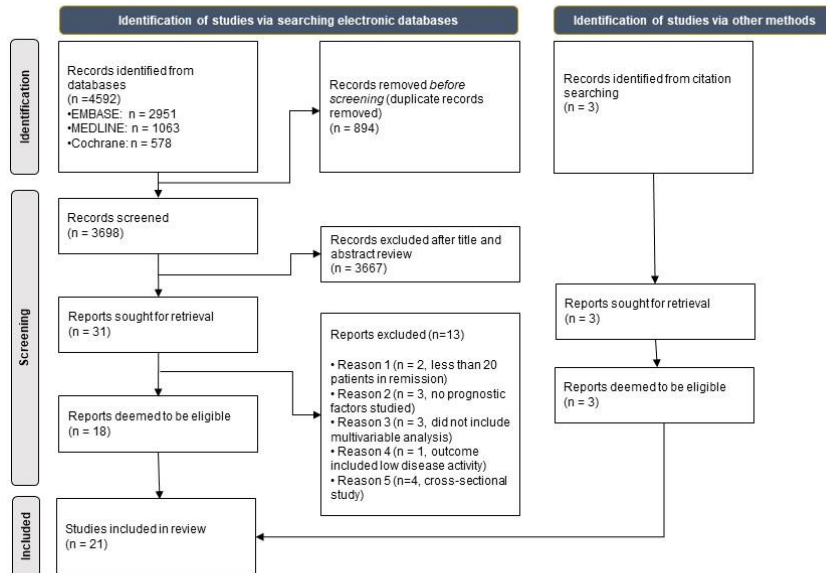 Identification of studies via searching electronic databases
Identification of studies via other methods
Identification
Records identified from
databases
(n =4592)
•EMBASE: n = 2951
•MEDLINE: n = 1063
•Cochrane: n = 578
Records removed before
screening (duplicate records
removed)
(n = 894)
Records identified from citation
searching
(n = 3)
Screening
Records screened
(n = 3698)
Records excluded after title and
abstract review
(n = 3667)
Reports sought for retrieval
(n = 31)
Reports excluded (n=13)
• Reason 1 (n = 2, less than 20
patients in remission)
• Reason 2 (n = 3, no prognostic
factors studied)
• Reason 3 (n = 3, did not include
multivariable analysis)
• Reason 4 (n = 1, outcome
included low disease activity)
• Reason 5 (n=4, cross-sectional
study)
Reports sought for retrieval
(n = 3)
Reports deemed to be eligible
(n = 18)
Reports deemed to be eligible
(n = 3)
Included
Studies included in review
(n = 21)